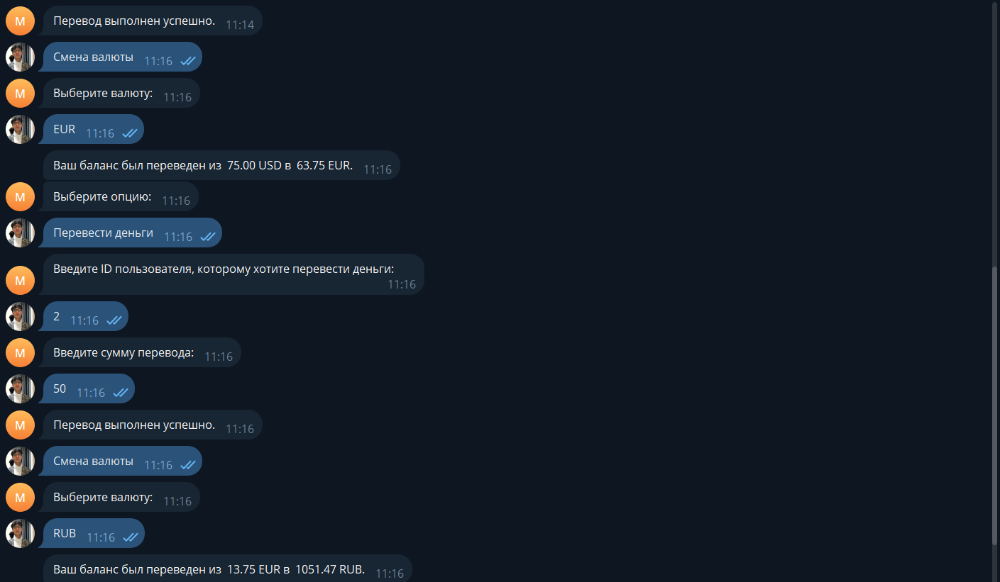 М
Перевод выполнен успешно. 11:14
Смена валюты 11:16
М
Выберите валюту: 11:16
EUR 11:16
Ваш баланс был переведен из 75.00 USD в 63.75 EUR. 11:16
М
Выберите опцию: 11:16
Перевести деньги 11:16
Введите ID пользователя, которому хотите перевести деньги:
М
11:16
2 11:16
М
Введите сумму перевода: 11:16
50 11:16
М
Перевод выполнен успешно. 11:16
Смена валюты 11:16
М
Выберите валюту: 11:16
RUB 11:16
Ваш баланс был переведен из 13.75 EUR в 1051.47 RUB. 11:16